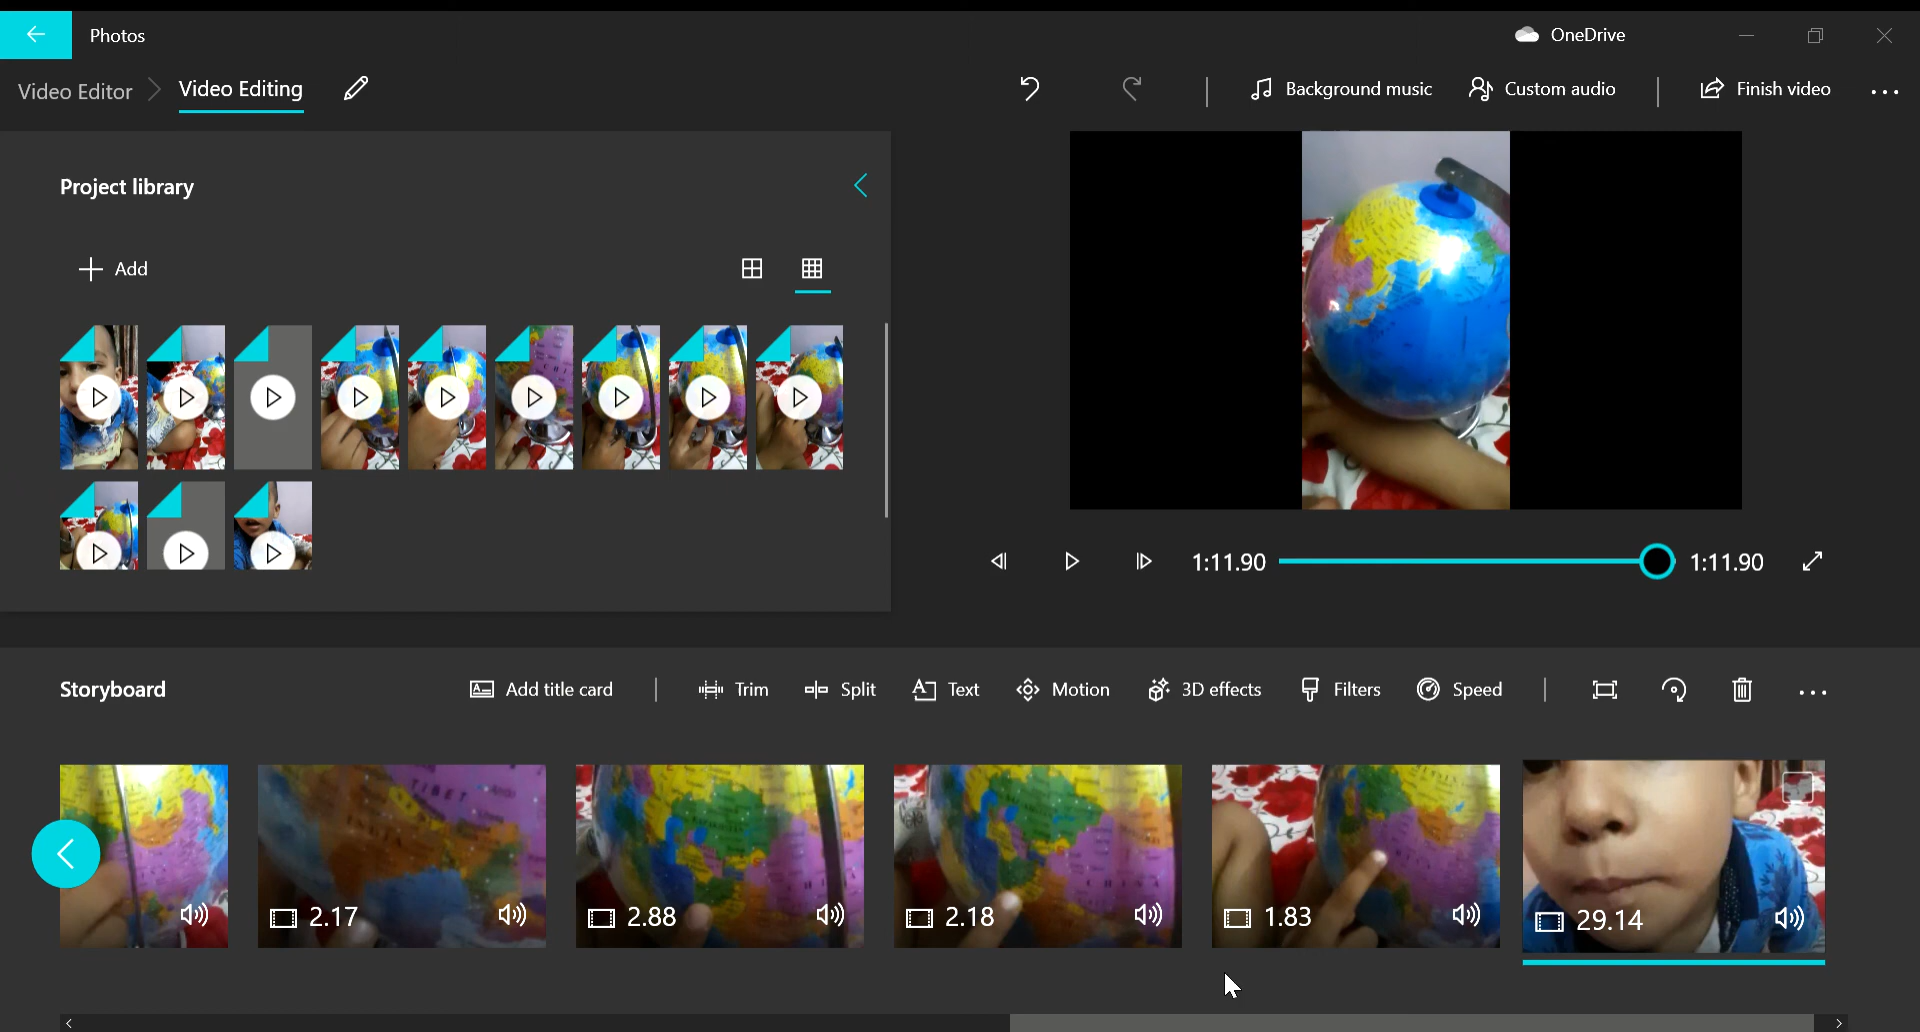 Photos
OneDrive
Video Editor
Video Editing
Background music
Custom audio
Finish video
Project library
Add
1:11.90
1:11.90
Storyboard
Add title card
Trim
Split
Text
Motion
3D effects
Filters
Speed
TIBET
2.17
2.88
2.18
1.83
29.14